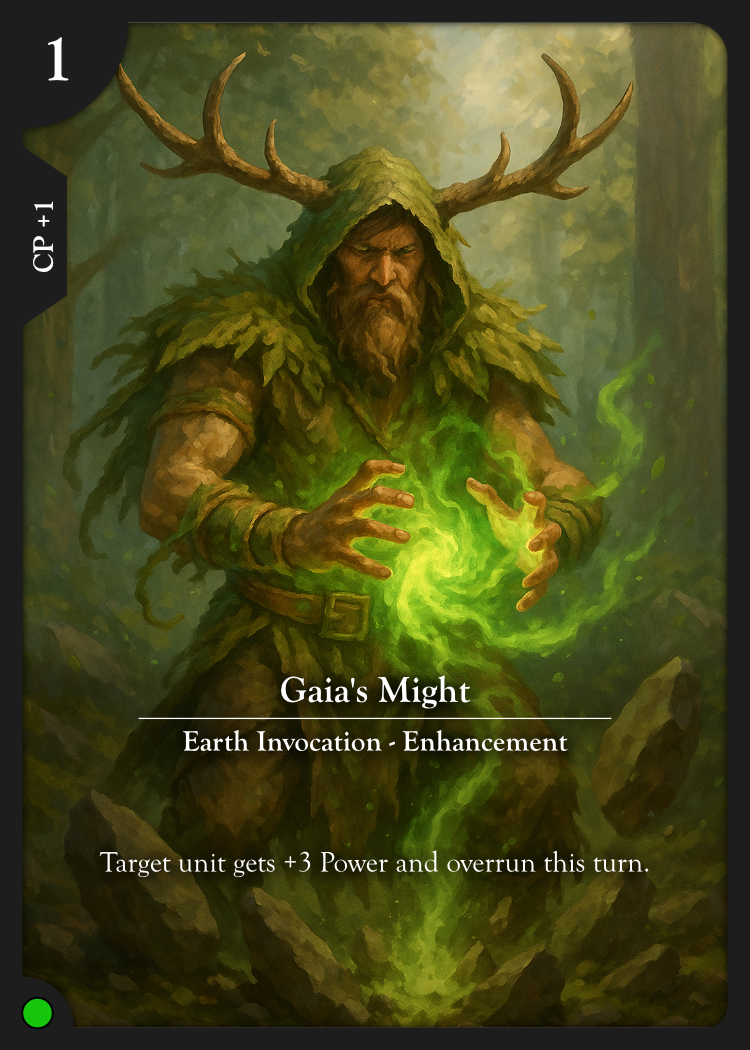 1
CP +1
Gaia's Might
Earth Invocation - Enhancement
Target unit gets +3 Power and overrun this turn.